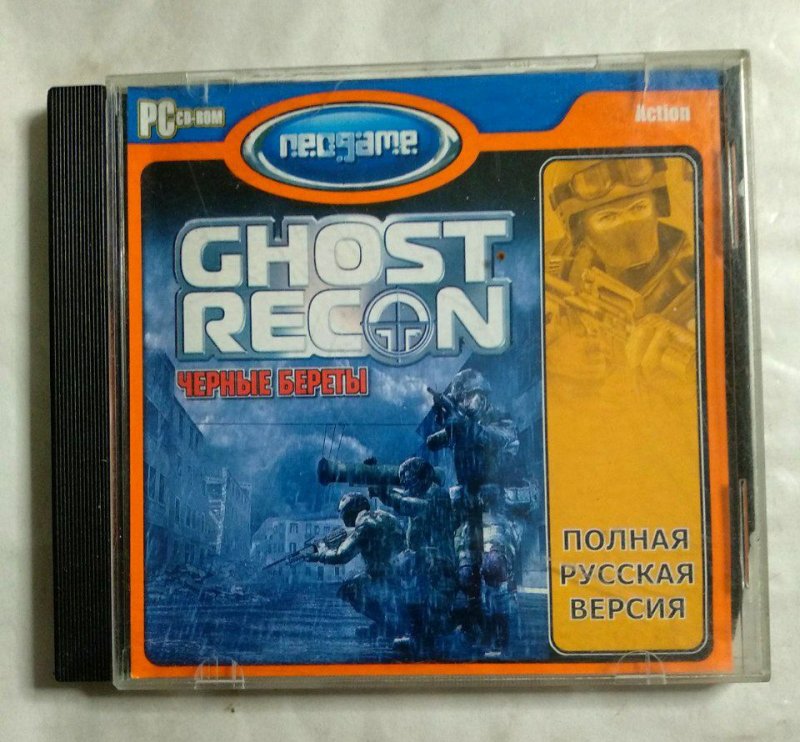 PC CD-ROM
neogame
Action
GHOST
RECON
ЧЕРНЫЕ БЕРЕТЫ
ПОЛНАЯ
РУССКАЯ
ВЕРСИЯ